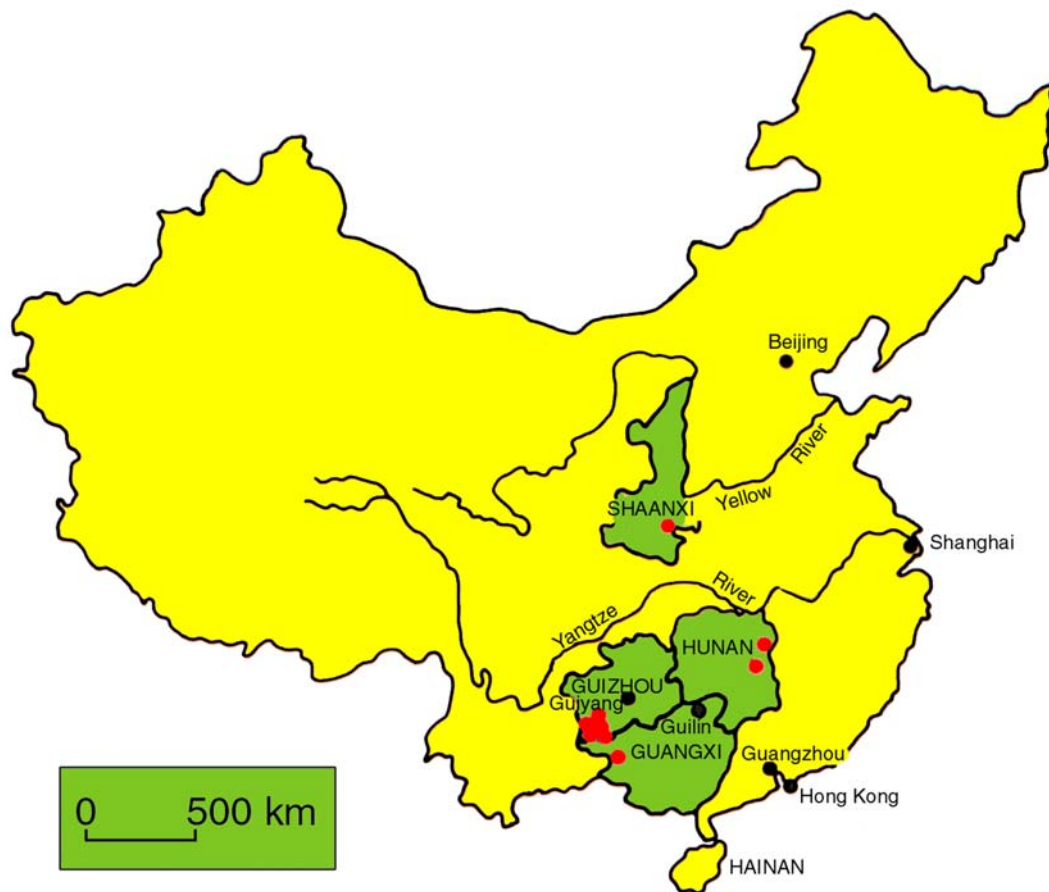 Beijing
River
Yellow
SHAANXI
Shanghai
River
Yangtze
HUNAN
GUIZHOU
Guiyang
Guilin
GUANGXI
Guangzhou
Hong Kong
0 500 km
HAINAN